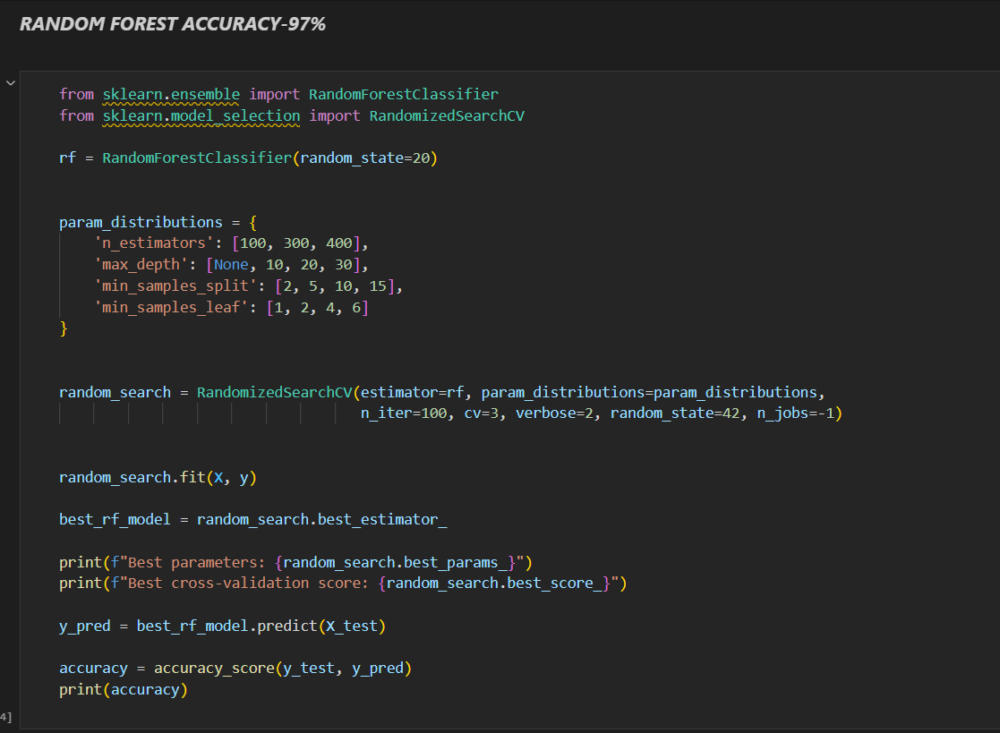 RANDOM FOREST ACCURACY-97%
from sklearn.ensemble import RandomForestClassifier
from sklearn.model_selection import RandomizedSearchCV
rf = RandomForestClassifier(random_state=20)
param_distributions = {
    'n_estimators': [100, 300, 400],
    'max_depth': [None, 10, 20, 30],
    'min_samples_split': [2, 5, 10, 15],
    'min_samples_leaf': [1, 2, 4, 6]
}
random_search = RandomizedSearchCV(estimator=rf, param_distributions=param_distributions,
                                   n_iter=100, cv=3, verbose=2, random_state=42, n_jobs=-1)
random_search.fit(X, y)
best_rf_model = random_search.best_estimator_
print(f"Best parameters: {random_search.best_params_}")
print(f"Best cross-validation score: {random_search.best_score_}")
y_pred = best_rf_model.predict(X_test)
accuracy = accuracy_score(y_test, y_pred)
print(accuracy)
4]